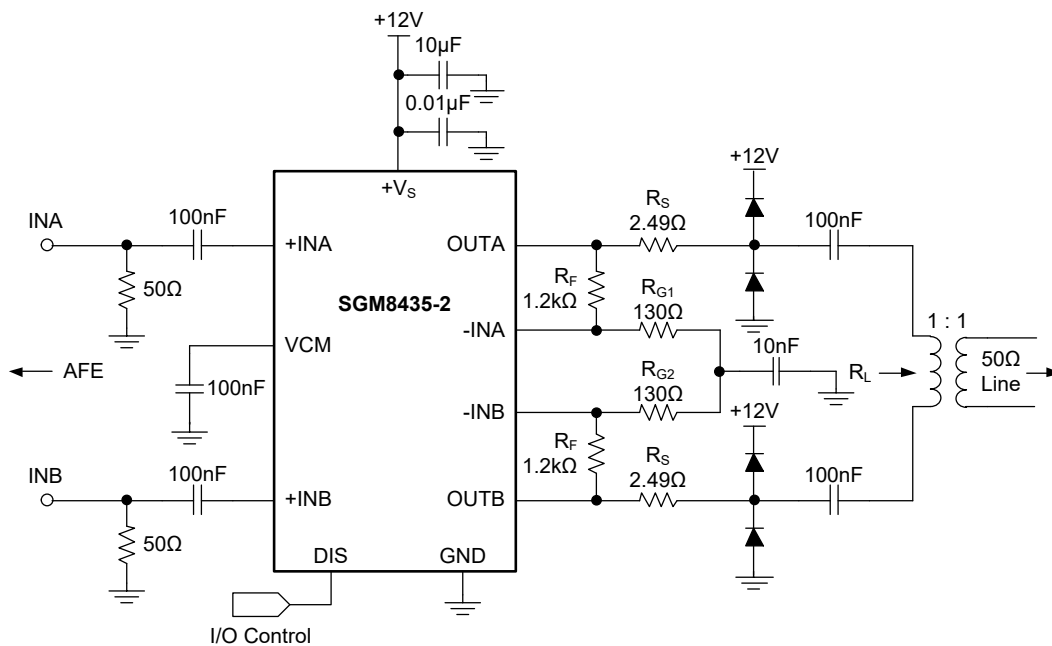 +12V
10µF
0.01µF
+VS
+12V
INA
100nF
+INA
50Ω
OUTA
RS
2.49Ω
100nF
SGM8435-2
RF
1.2kΩ
RG1
130Ω
-INA
VCM
1 : 1
10nF
AFE
100nF
RL
50Ω
Line
RG2
130Ω
-INB
+12V
RF
1.2kΩ
RS
2.49Ω
100nF
INB
100nF
+INB
OUTB
50Ω
DIS
GND
I/O Control